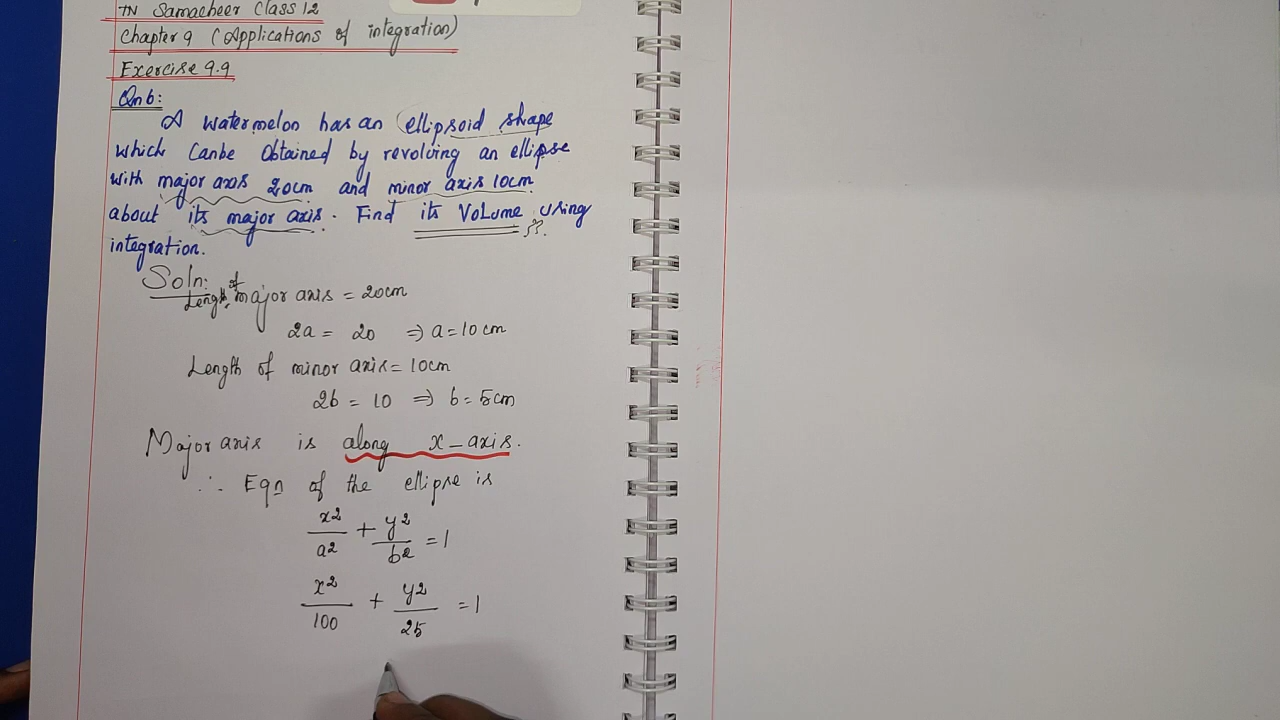 TN Samacheer Class 12
Chapter 9 (Applications of integration)
Exercise 9.9
Qn 6:
A watermelon has an ellipsoid shape
which canbe obtained by revolving an ellipse
with major axis 20cm and minor axis 10cm
about its major axis. Find its Volume using
integration.
Soln:
Length of major axis = 20cm
2a = 20 ⇒ a = 10 cm
Length of minor axis = 10cm
2b = 10 ⇒ b = 5cm
Major axis is along x-axis.
∴ Eqn of the ellipse is
x²/a² + y²/b² = 1
x²/100 + y²/25 = 1